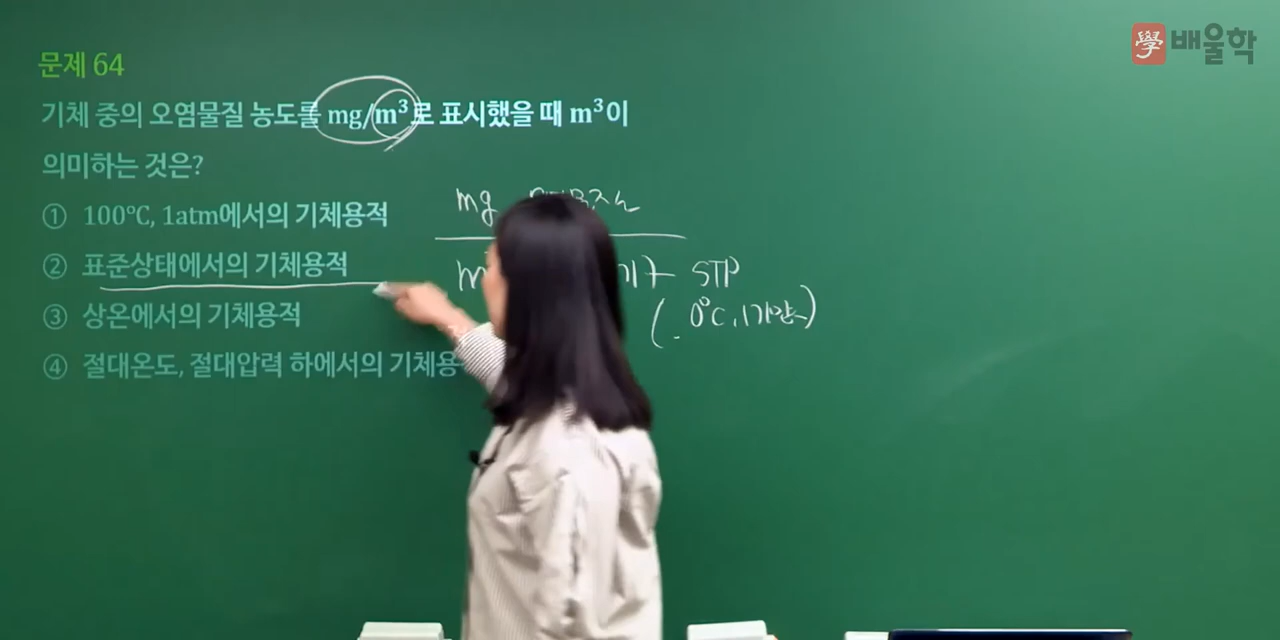 學 배울학
문제 64
기체 중의 오염물질 농도를 mg/m³로 표시했을 때 m³이
의미하는 것은?
① 100℃, 1atm에서의 기체용적
② 표준상태에서의 기체용적
③ 상온에서의 기체용적
④ 절대온도, 절대압력 하에서의 기체용
mg
m
STP
(0℃, 1기압)